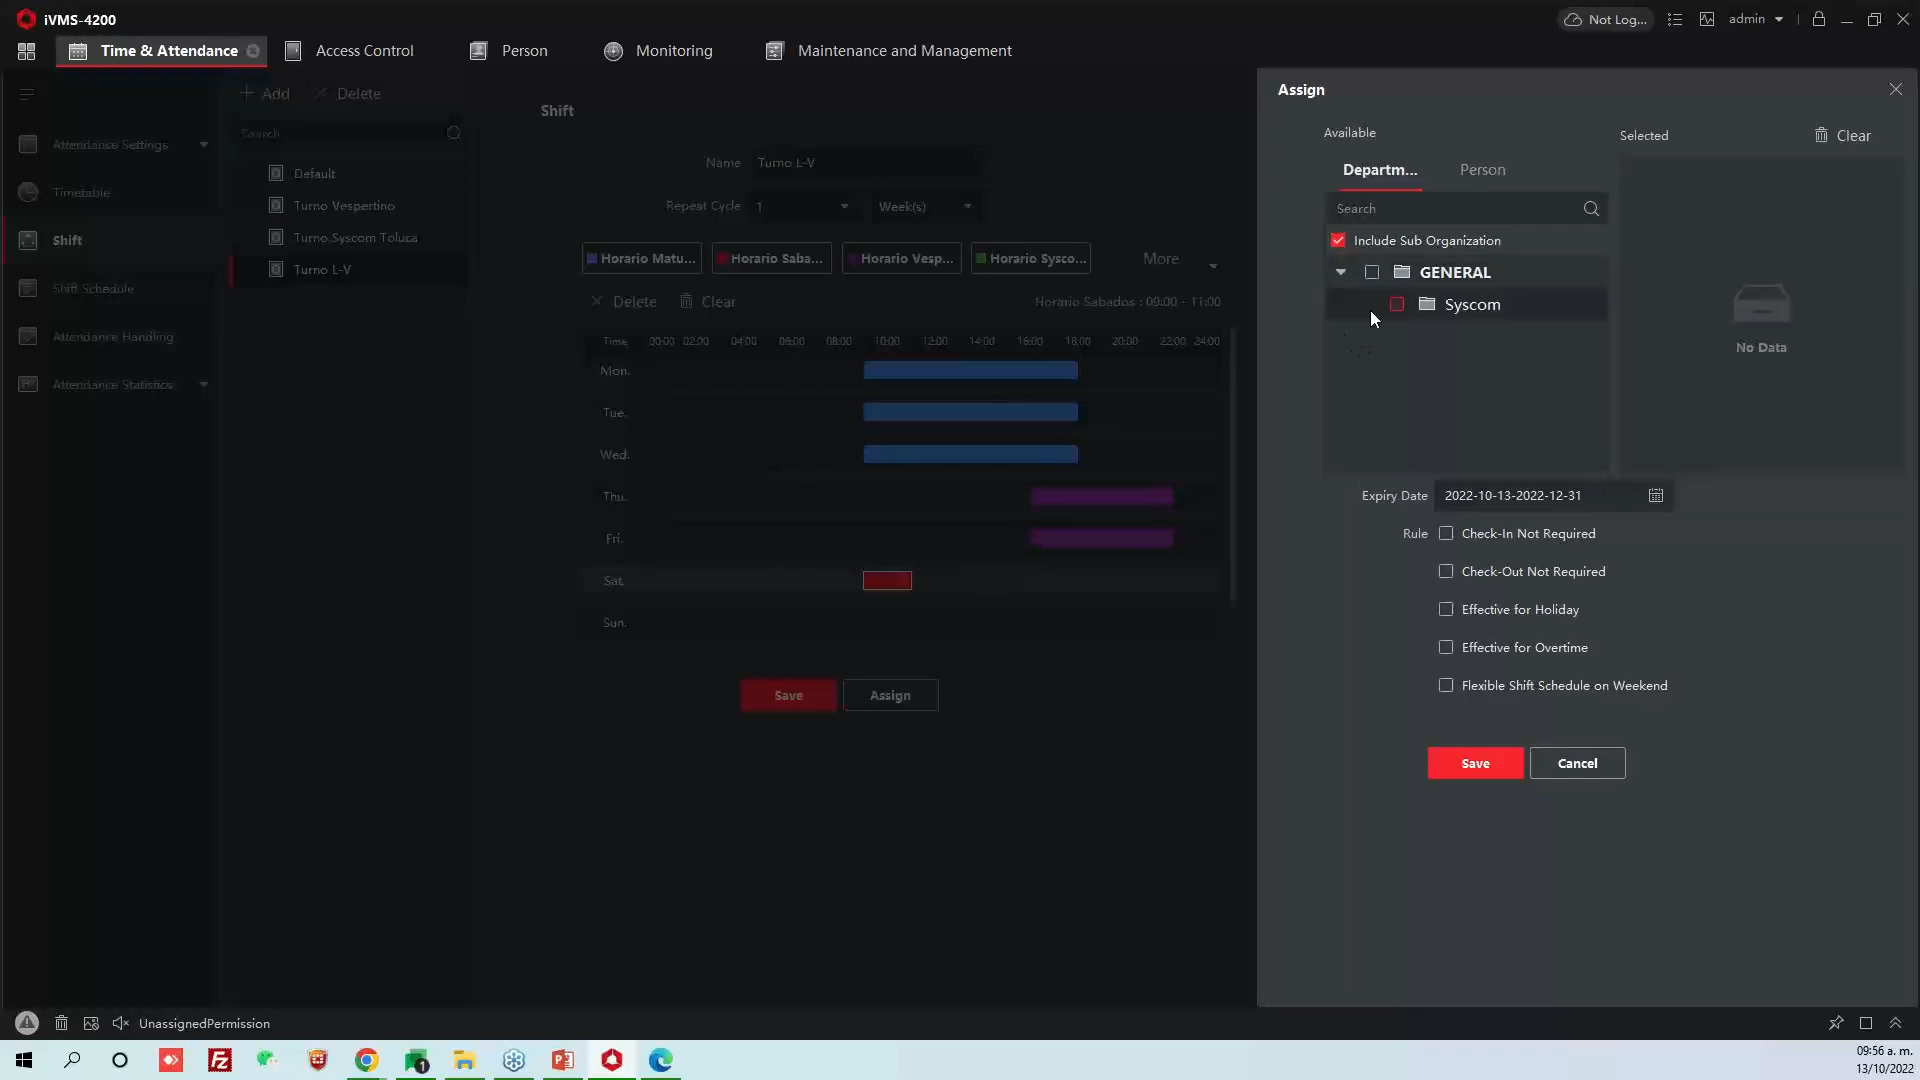 iVMS-4200
Not Log...
admin
Time & Attendance
Access Control
Person
Monitoring
Maintenance and Management
Add
Delete
Search
Attendance Settings
Timetable
Shift
Shift Schedule
Attendance Handling
Attendance Statistics
Default
Turno Vespertino
Turno Syscom Toluca
Turno L-V
Shift
Name
Turno L-V
Repeat Cycle
1
Week(s)
Horario Matu...
Horario Saba...
Horario Vesp...
Horario Sysco...
More
Delete
Clear
Horario Sabados : 09:00 - 11:00
Time 00:00 02:00 04:00 06:00 08:00 10:00 12:00 14:00 16:00 18:00 20:00 22:00 24:00
Mon.
Tue.
Wed.
Thu.
Fri.
Sat.
Sun.
Save
Assign
Assign
Available
Selected
Clear
Departm...
Person
Search
Include Sub Organization
GENERAL
Syscom
No Data
Expiry Date
2022-10-13-2022-12-31
Rule
Check-In Not Required
Check-Out Not Required
Effective for Holiday
Effective for Overtime
Flexible Shift Schedule on Weekend
Save
Cancel
UnassignedPermission
1
09:56 a. m.
13/10/2022